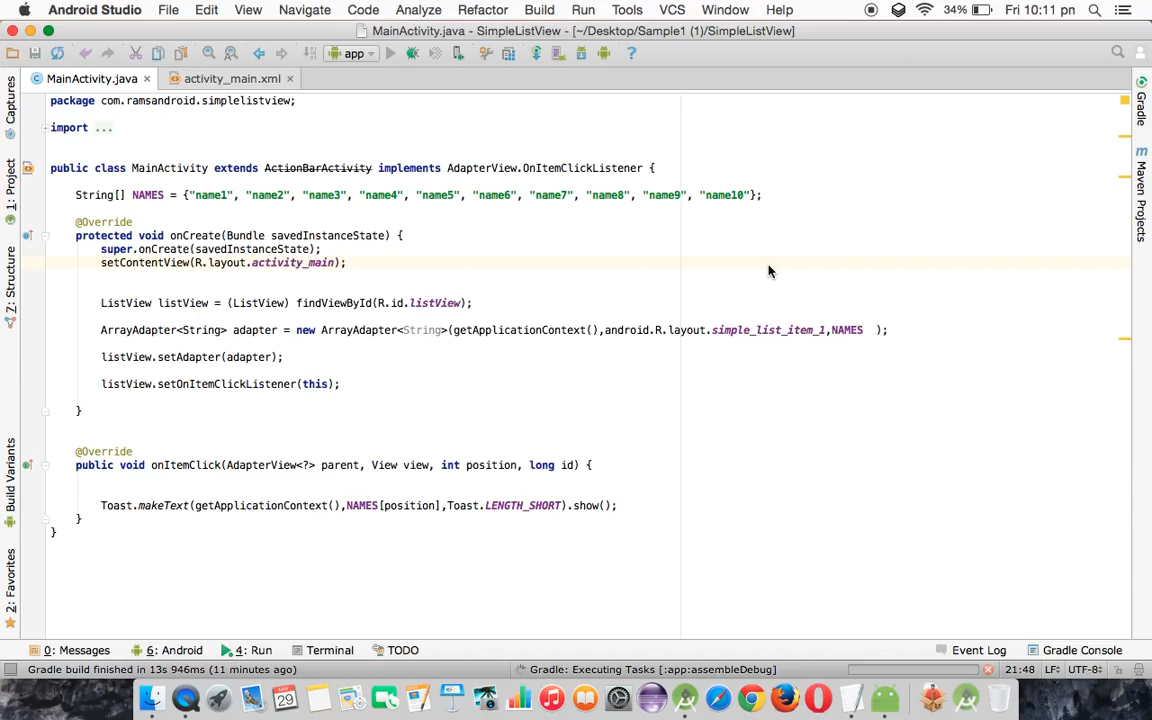 Android Studio File Edit View Navigate Code Analyze Refactor Build Run Tools VCS Window Help 34% Fri 10:11 pm
MainActivity.java - SimpleListView - [~/Desktop/Sample1 (1)/SimpleListView]
app
MainActivity.java activity_main.xml
Captures
1: Project
7: Structure
Build Variants
2: Favorites
Gradle
Maven Projects
package com.ramsandroid.simplelistview;
import ...
public class MainActivity extends ActionBarActivity implements AdapterView.OnItemClickListener {
String[] NAMES = {"name1", "name2", "name3", "name4", "name5", "name6", "name7", "name8", "name9", "name10"};
@Override
protected void onCreate(Bundle savedInstanceState) {
super.onCreate(savedInstanceState);
setContentView(R.layout.activity_main);
ListView listView = (ListView) findViewById(R.id.listView);
ArrayAdapter<String> adapter = new ArrayAdapter<String>(getApplicationContext(),android.R.layout.simple_list_item_1,NAMES );
listView.setAdapter(adapter);
listView.setOnItemClickListener(this);
}
@Override
public void onItemClick(AdapterView<?> parent, View view, int position, long id) {
Toast.makeText(getApplicationContext(),NAMES[position],Toast.LENGTH_SHORT).show();
}
}
0: Messages 6: Android 4: Run Terminal TODO Event Log Gradle Console
Gradle build finished in 13s 946ms (11 minutes ago) Gradle: Executing Tasks [:app:assembleDebug] 21:48 LF UTF-8